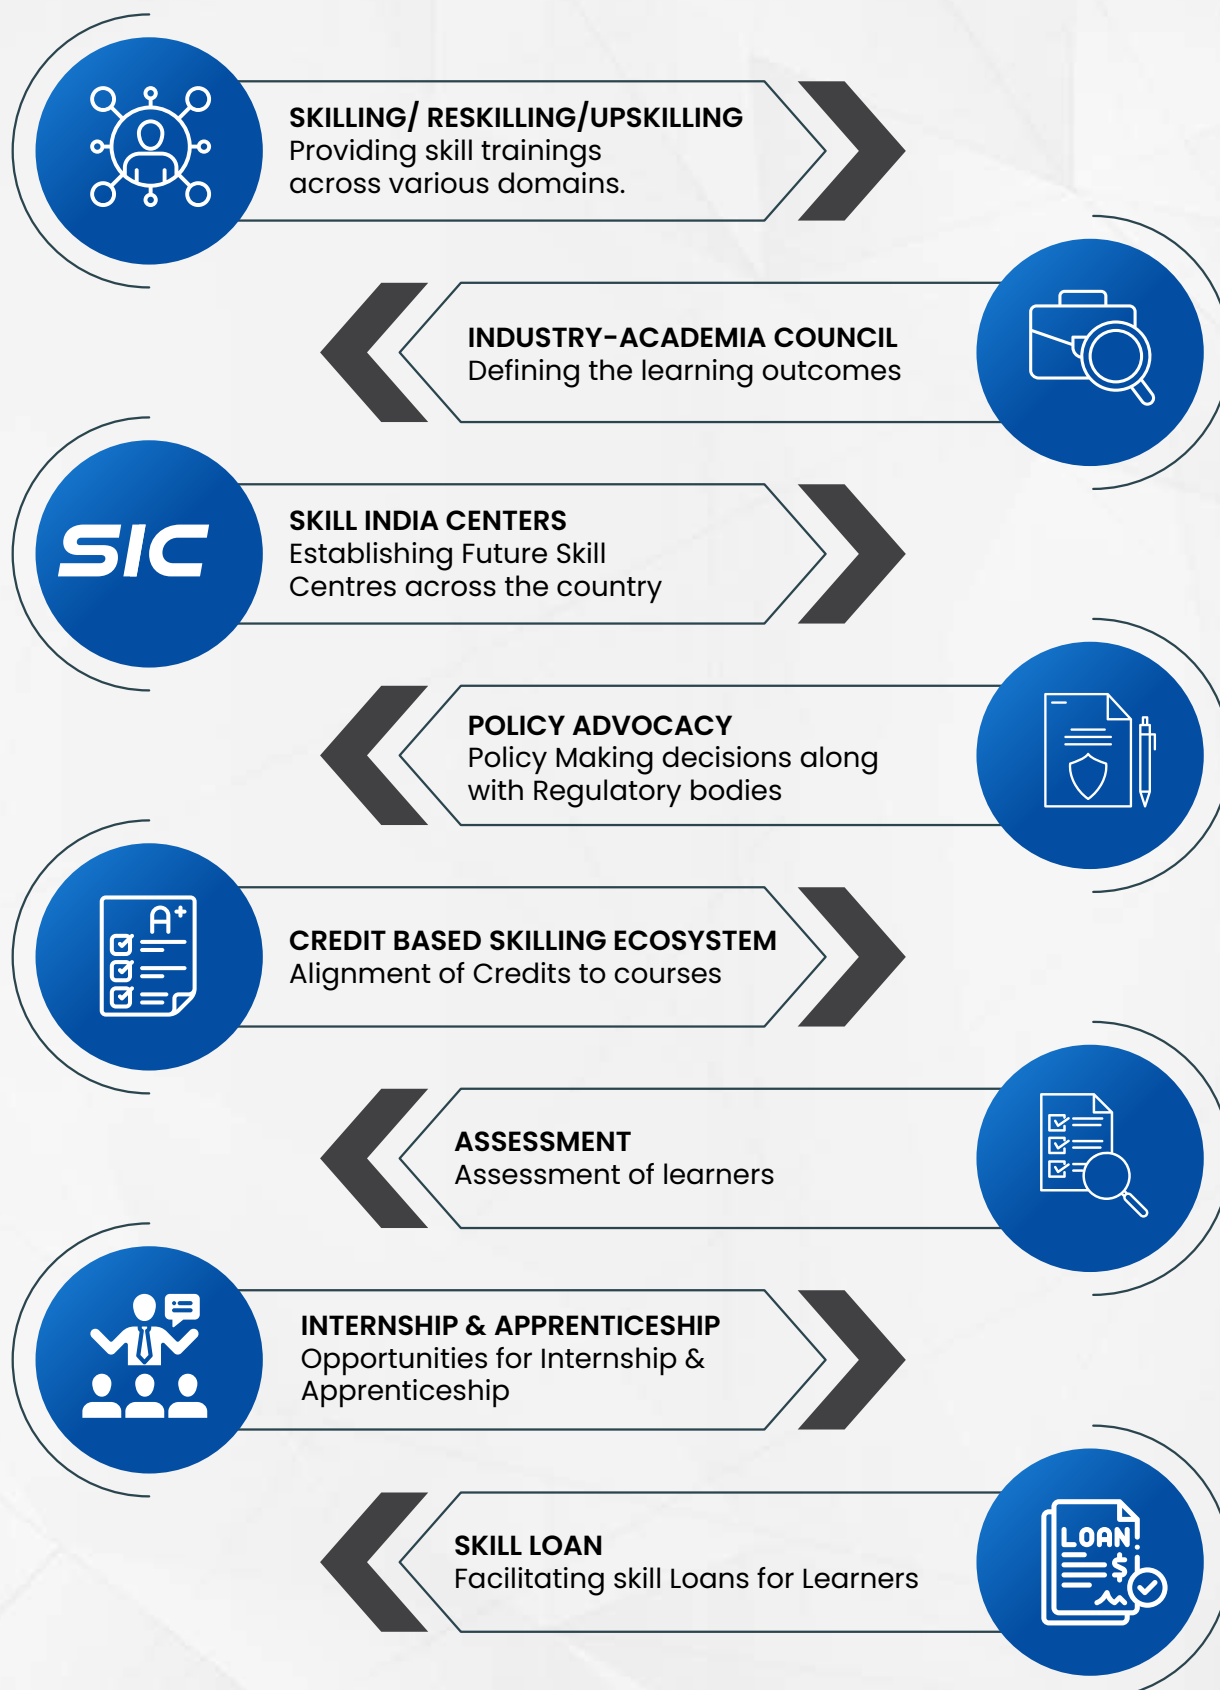 SKILLING/ RESKILLING/UPSKILLING
Providing skill trainings
across various domains.
INDUSTRY-ACADEMIA COUNCIL
Defining the learning outcomes
SIC
SKILL INDIA CENTERS
Establishing Future Skill
Centres across the country
POLICY ADVOCACY
Policy Making decisions along
with Regulatory bodies
A+
CREDIT BASED SKILLING ECOSYSTEM
Alignment of Credits to courses
ASSESSMENT
Assessment of learners
INTERNSHIP & APPRENTICESHIP
Opportunities for Internship &
Apprenticeship
SKILL LOAN
Facilitating skill Loans for Learners
LOAN
$